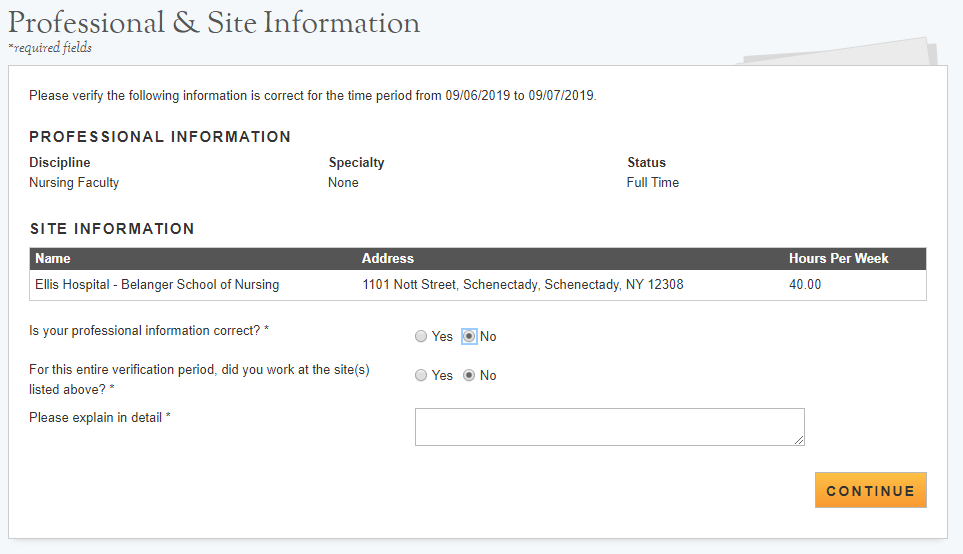 Professional & Site Information
*required fields
Please verify the following information is correct for the time period from 09/06/2019 to 09/07/2019.
PROFESSIONAL INFORMATION
Discipline Specialty Status
Nursing Faculty None Full Time
SITE INFORMATION
Name Address Hours Per Week
Ellis Hospital - Belanger School of Nursing 1101 Nott Street, Schenectady, Schenectady, NY 12308 40.00
Is your professional information correct? * Yes No
For this entire verification period, did you work at the site(s) Yes No
listed above? *
Please explain in detail *
CONTINUE